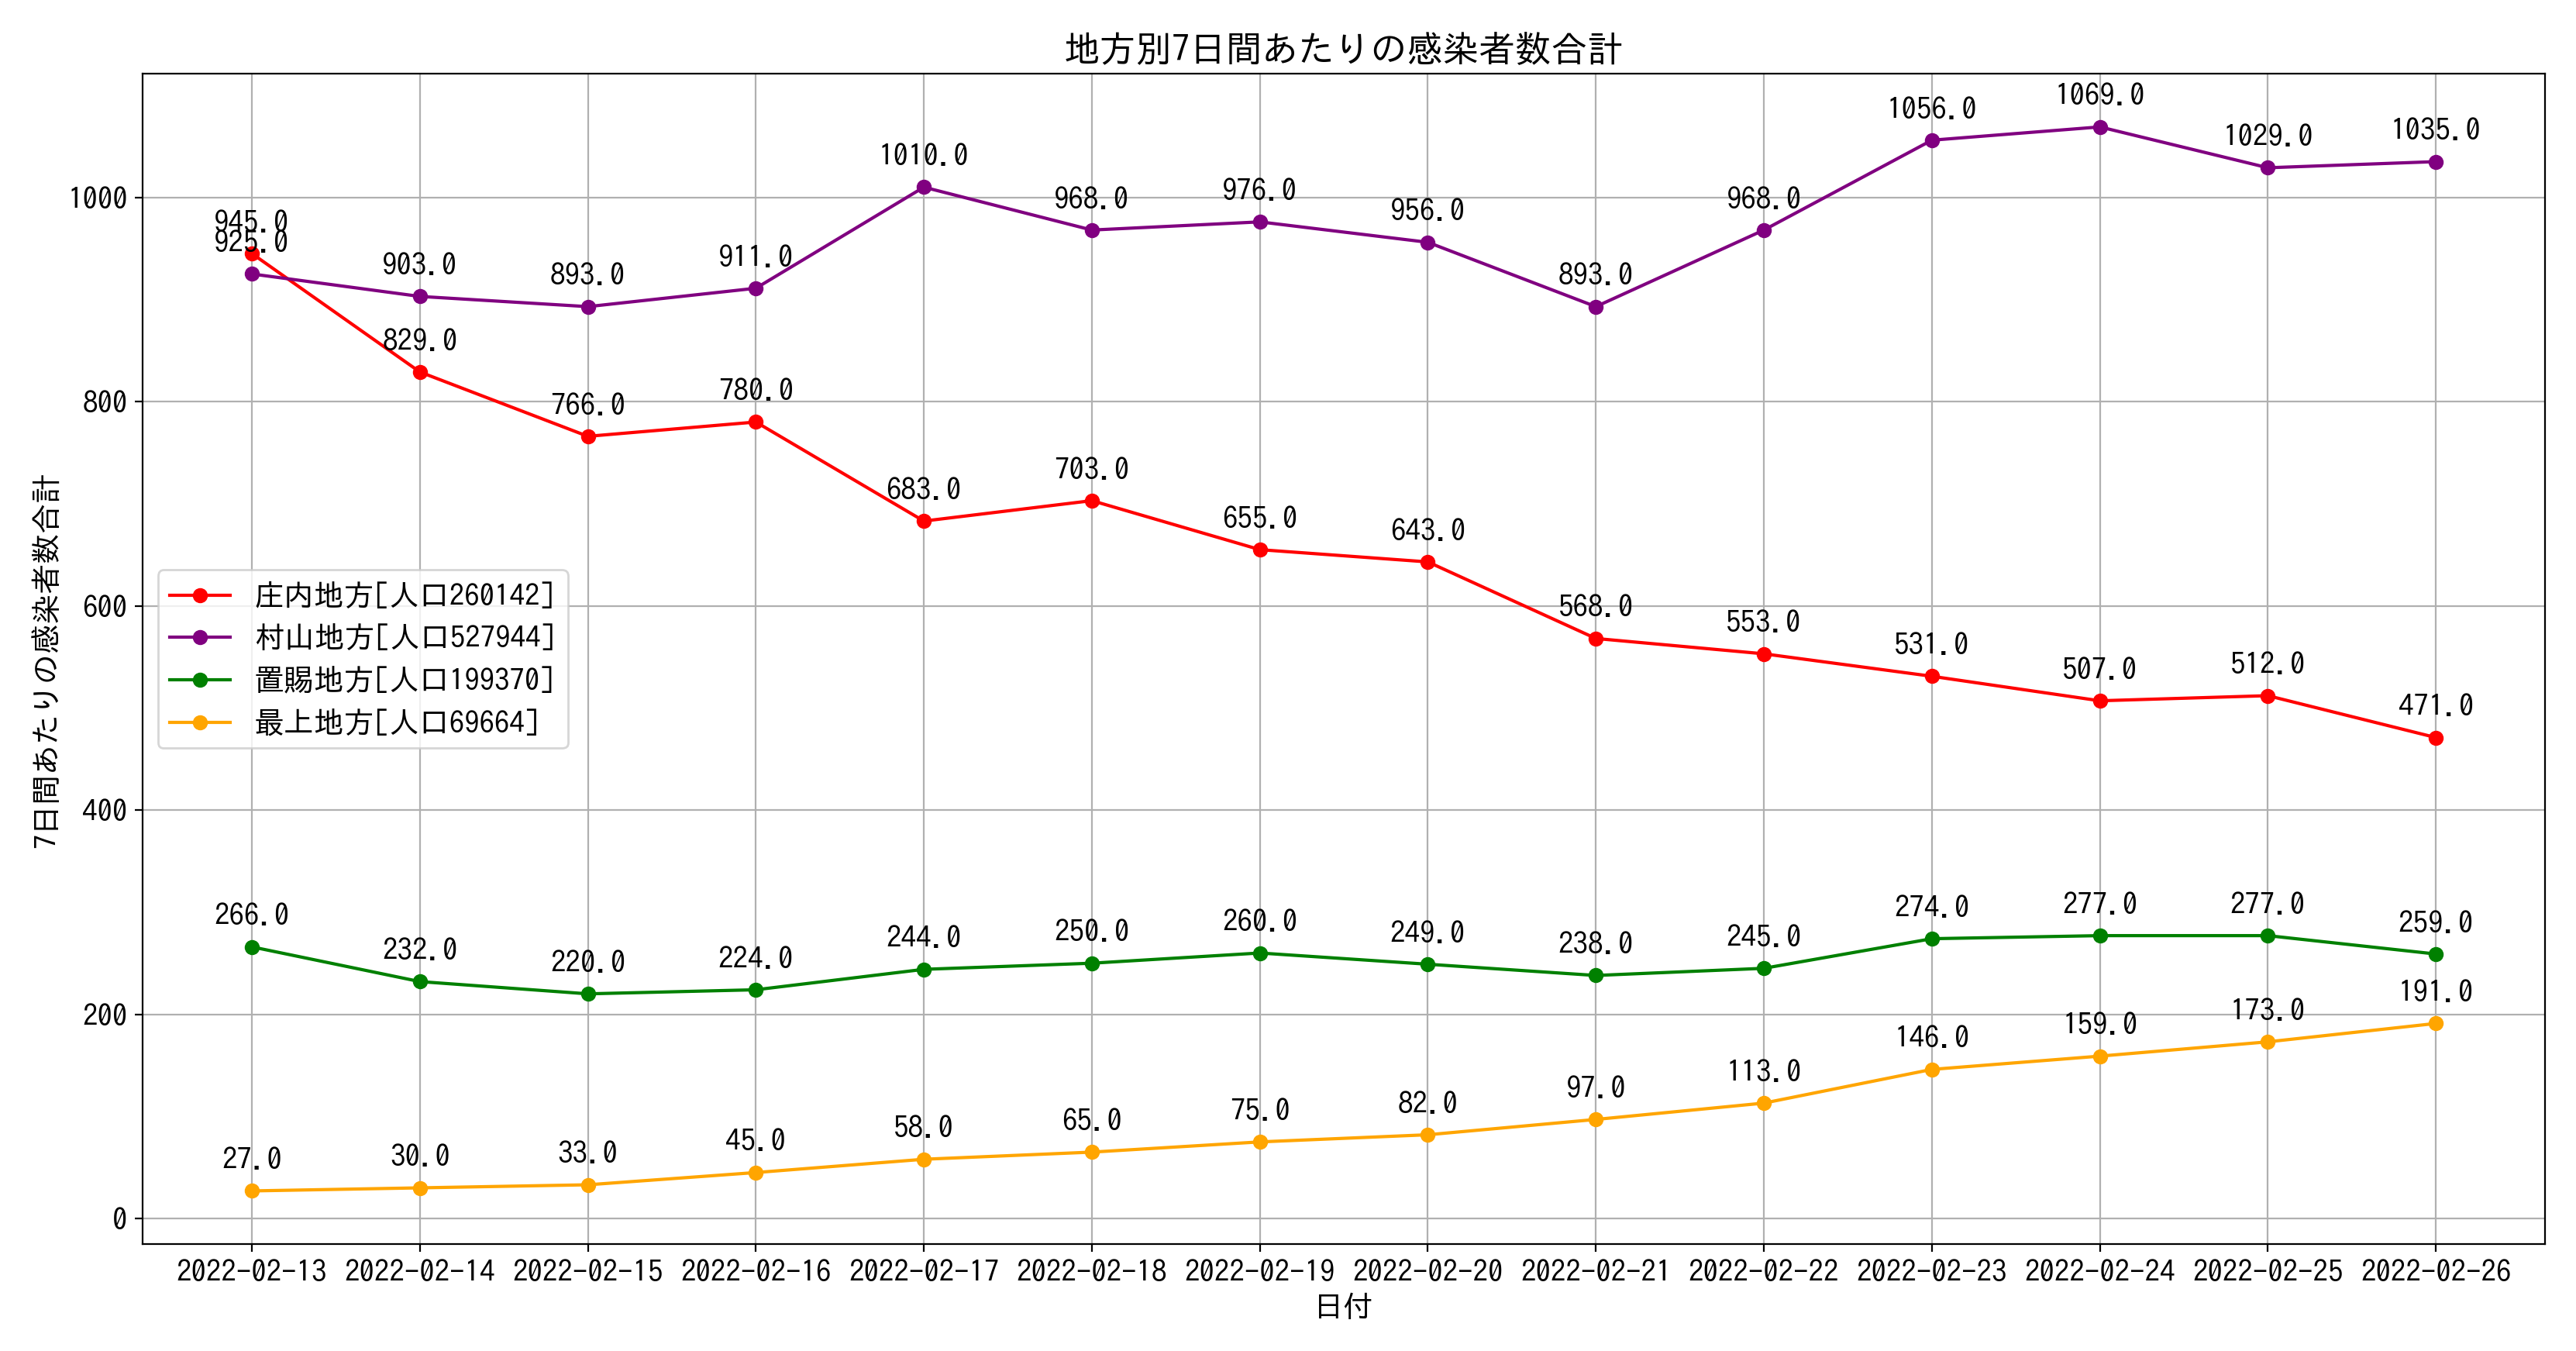 地方別7日間あたりの感染者数合計
7日間あたりの感染者数合計
1000
800
600
400
200
0
945.0
925.0 903.0 893.0 911.0 1010.0 968.0 976.0 956.0 893.0 968.0 1056.0 1069.0 1029.0 1035.0
829.0 766.0 780.0 683.0 703.0 655.0 643.0 568.0 553.0 531.0 507.0 512.0 471.0
庄内地方[人口260142]
村山地方[人口527944]
置賜地方[人口199370]
最上地方[人口69664]
266.0 232.0 220.0 224.0 244.0 250.0 260.0 249.0 238.0 245.0 274.0 277.0 277.0 259.0
27.0 30.0 33.0 45.0 58.0 65.0 75.0 82.0 97.0 113.0 146.0 159.0 173.0 191.0
2022-02-13 2022-02-14 2022-02-15 2022-02-16 2022-02-17 2022-02-18 2022-02-19 2022-02-20 2022-02-21 2022-02-22 2022-02-23 2022-02-24 2022-02-25 2022-02-26
日付